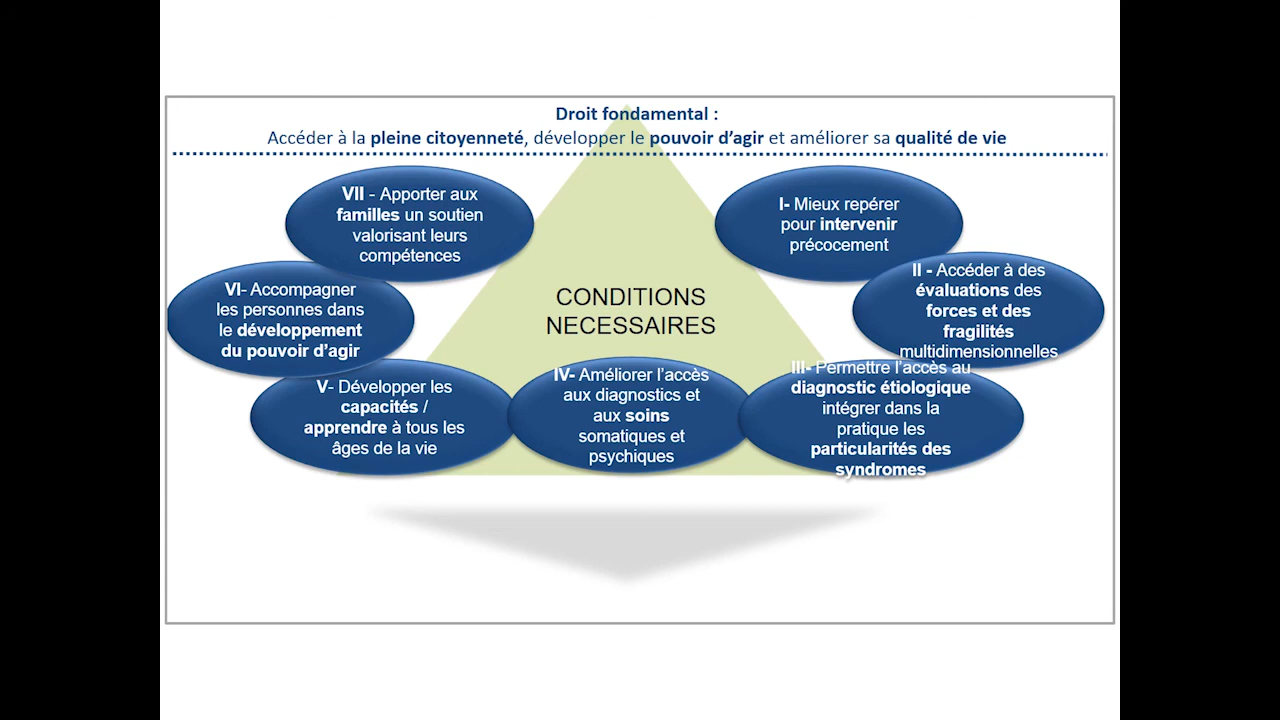 Droit fondamental :
Accéder à la pleine citoyenneté, développer le pouvoir d'agir et améliorer sa qualité de vie
VII - Apporter aux
familles un soutien
valorisant leurs
compétences
I- Mieux repérer
pour intervenir
précocement
VI- Accompagner
les personnes dans
le développement
du pouvoir d'agir
CONDITIONS
NECESSAIRES
II - Accéder à des
évaluations des
forces et des
fragilités
multidimensionnelles
V- Développer les
capacités /
apprendre à tous les
âges de la vie
IV- Améliorer l'accès
aux diagnostics et
aux soins
somatiques et
psychiques
III- Permettre l'accès au
diagnostic étiologique
intégrer dans la
pratique les
particularités des
syndromes